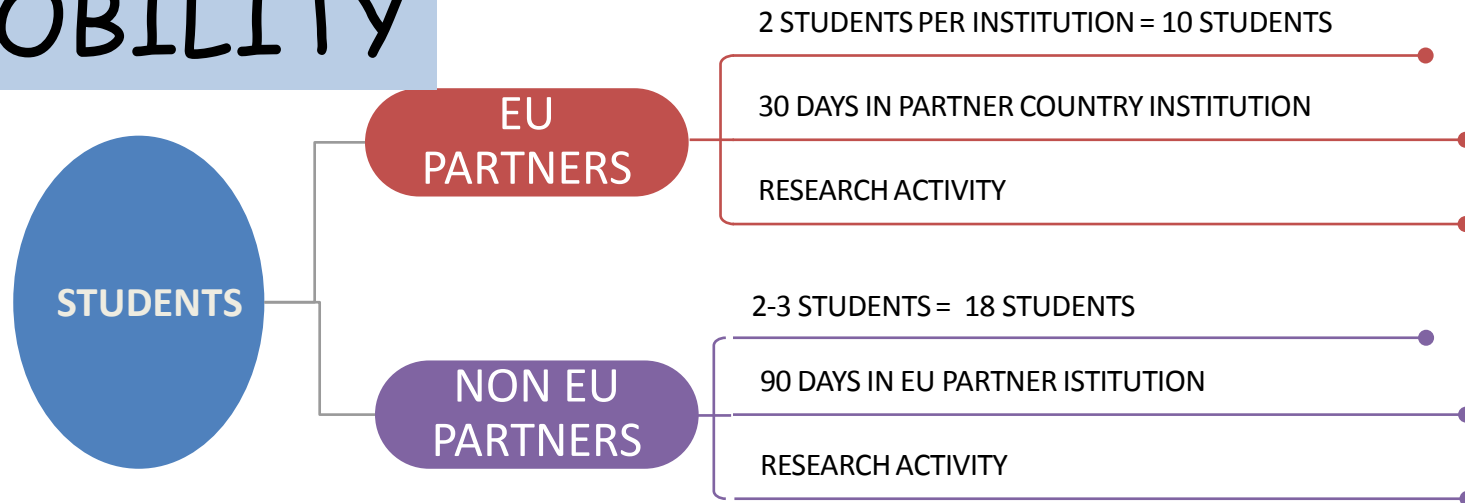 OBILITY
STUDENTS
EU
PARTNERS
2 STUDENTS PER INSTITUTION = 10 STUDENTS
30 DAYS IN PARTNER COUNTRY INSTITUTION
RESEARCH ACTIVITY
NON EU
PARTNERS
2-3 STUDENTS = 18 STUDENTS
90 DAYS IN EU PARTNER ISTITUTION
RESEARCH ACTIVITY